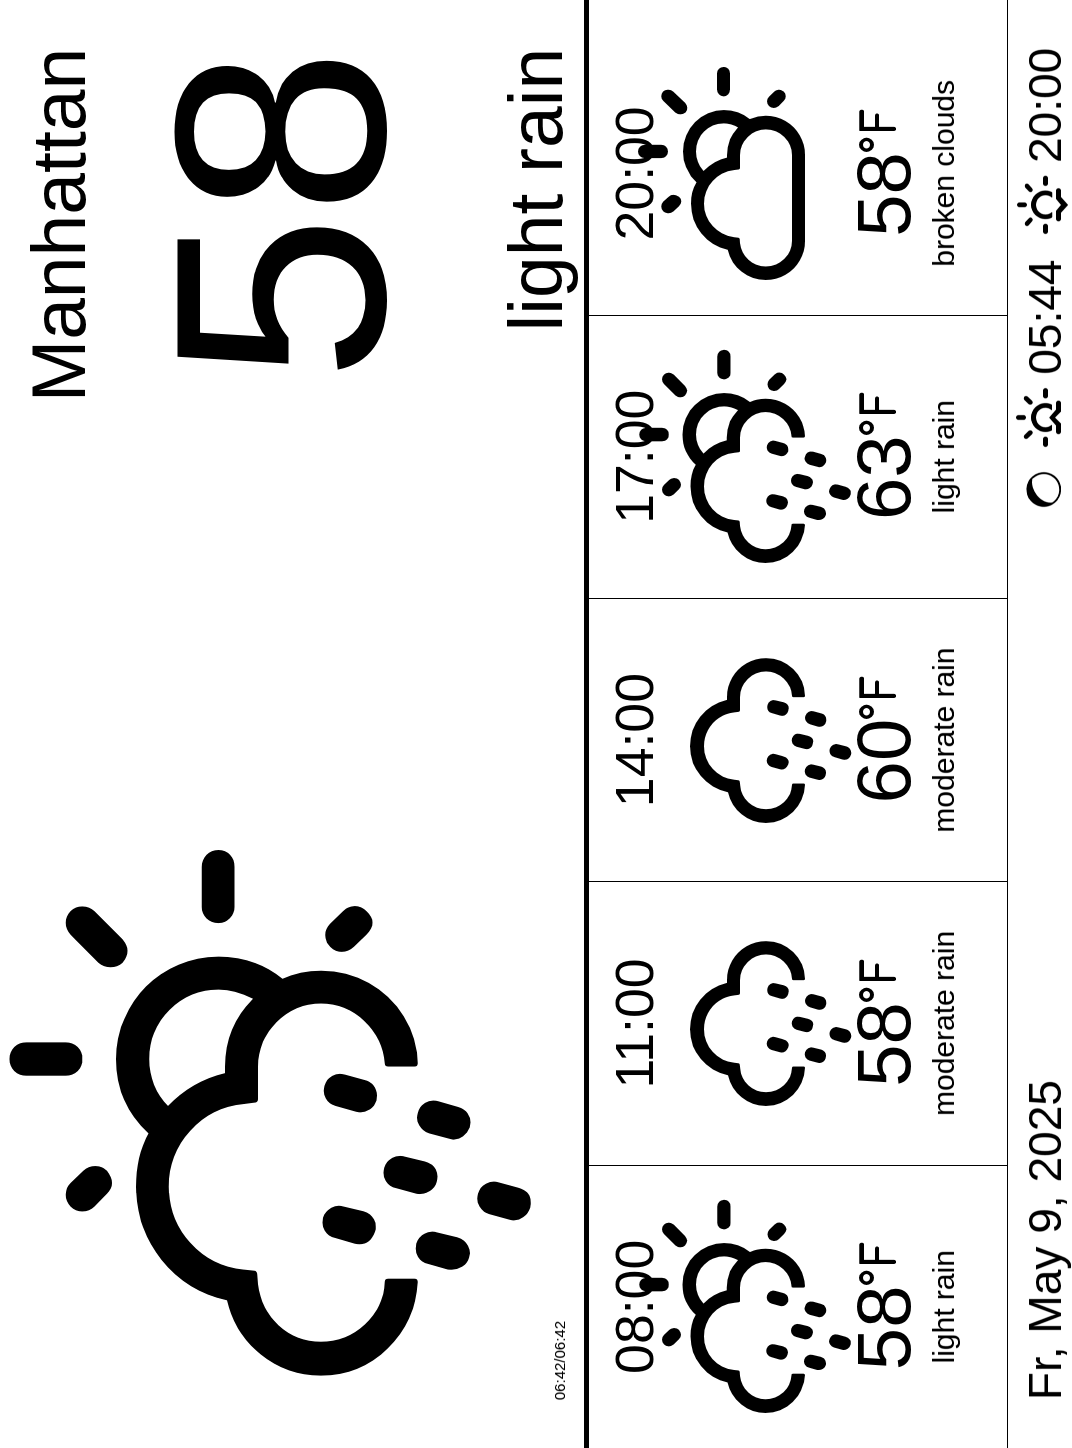 Manhattan
58
light rain
06:42/06:42
08:00
58°F
light rain
11:00
58°F
moderate rain
14:00
60°F
moderate rain
17:00
63°F
light rain
20:00
58°F
broken clouds
Fr, May 9, 2025
05:44 20:00